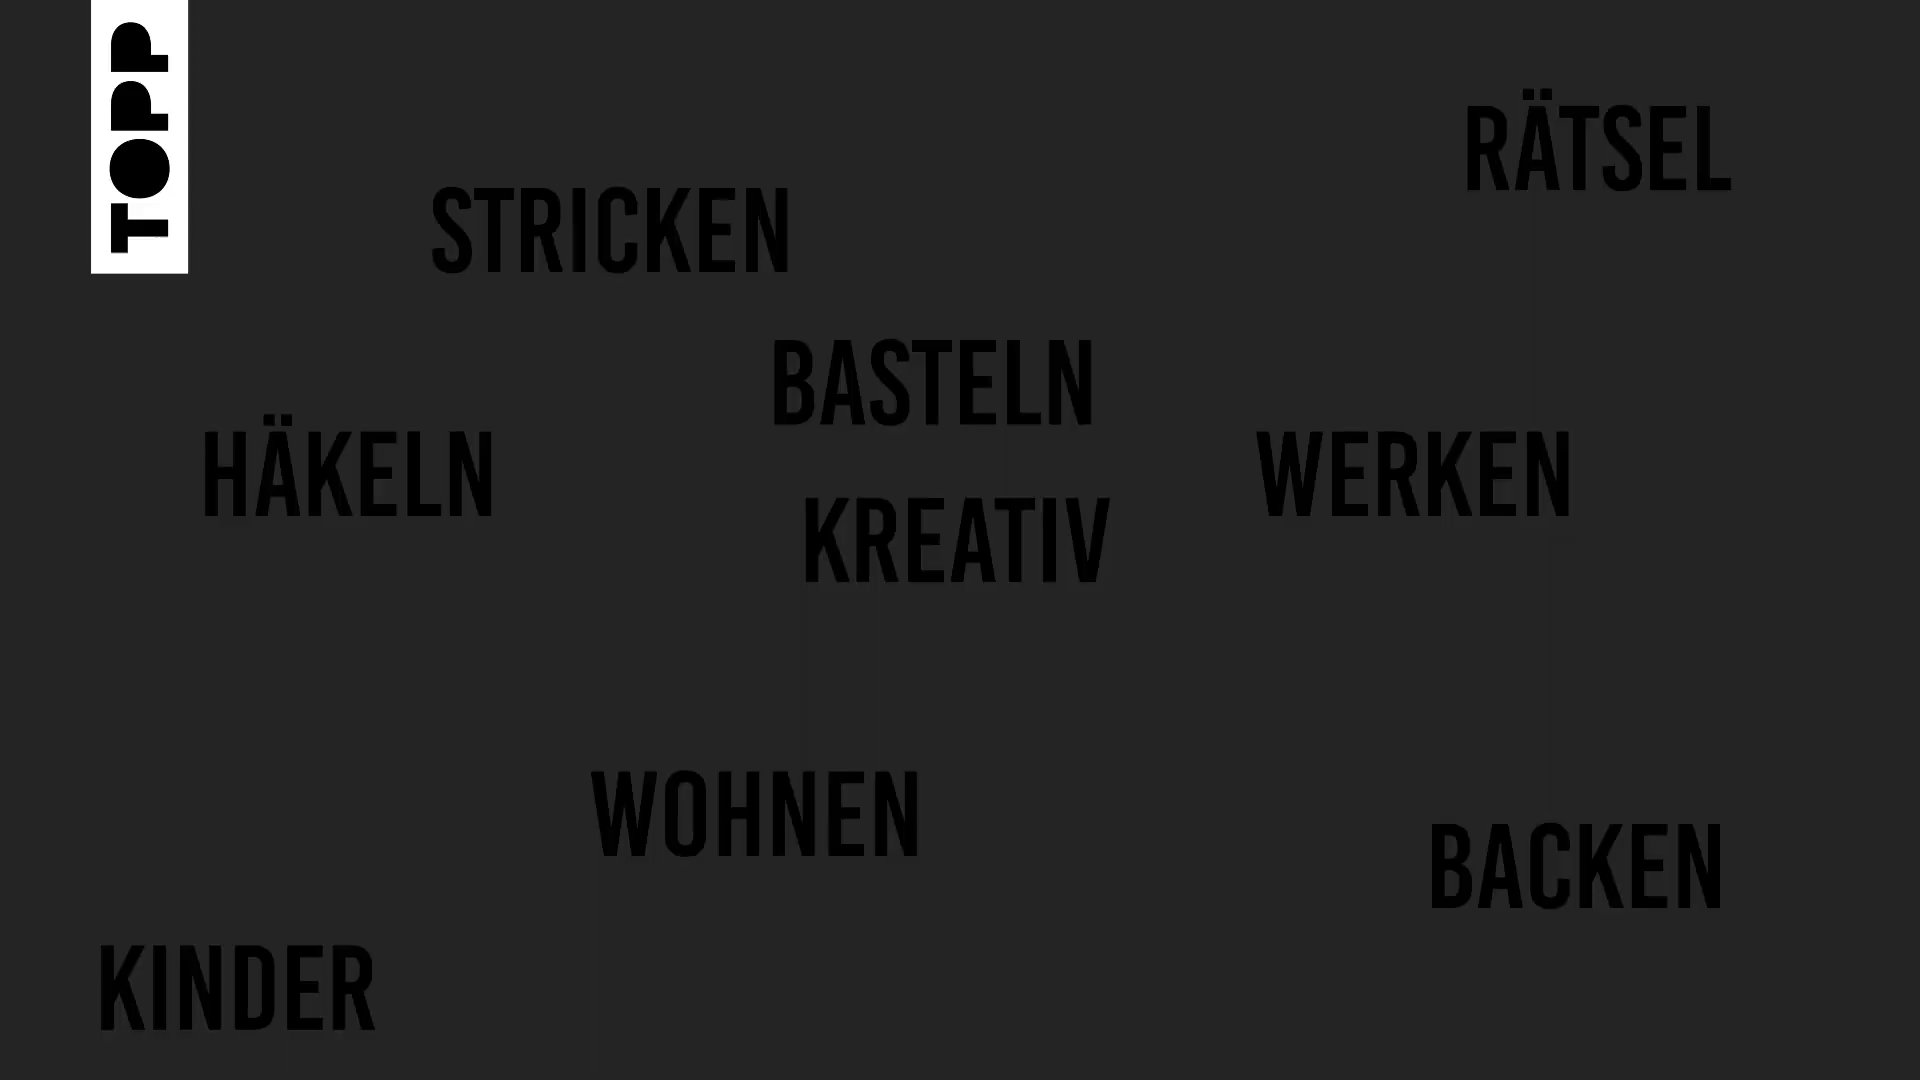 TOPP
RÄTSEL
STRICKEN
BASTELN
HÄKELN
WERKEN
KREATIV
WOHNEN
BACKEN
KINDER